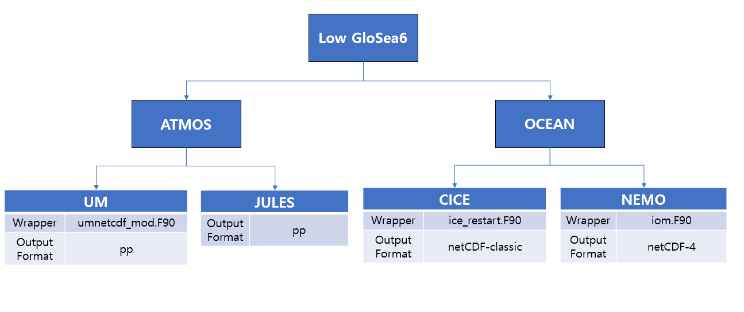 Low GloSea6
ATMOS
OCEAN
UM
Wrapper umnetcdf_mod.F90
Output
Format
pp
JULES
Output
Format
pp
CICE
Wrapper ice_restart.F90
Output
Format
netCDF-classic
NEMO
Wrapper iom.F90
Output
Format
netCDF-4